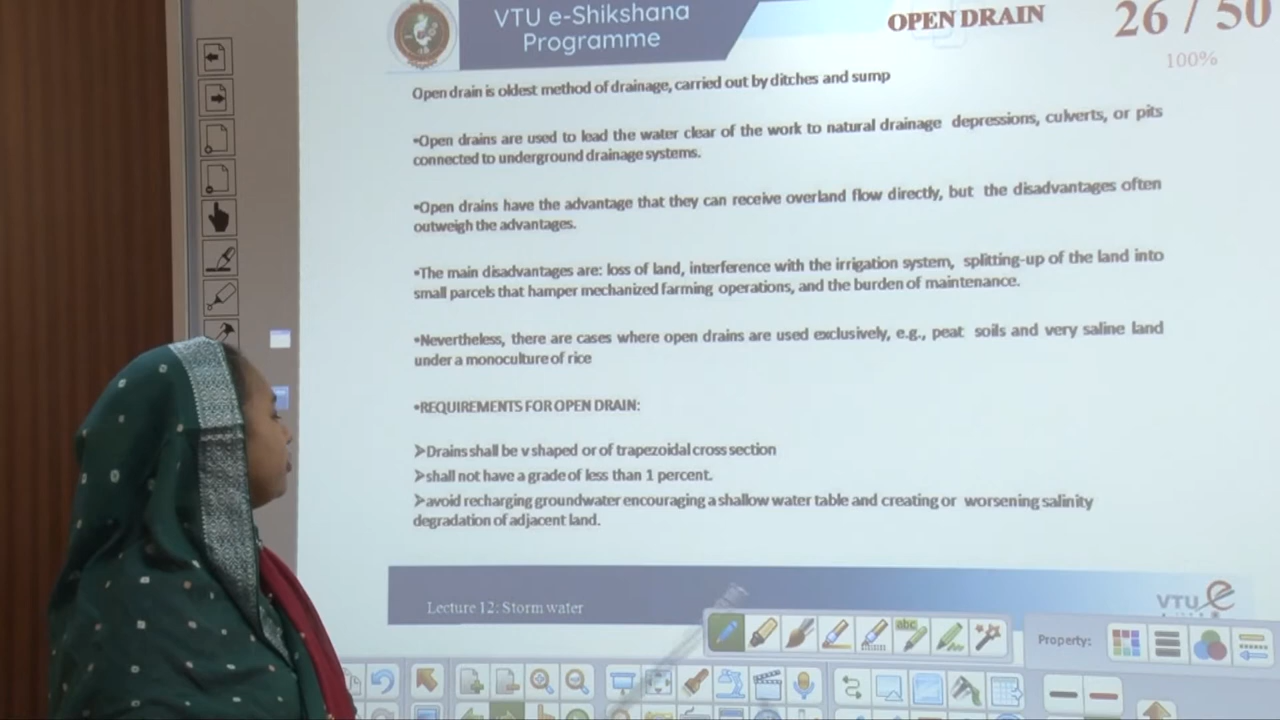 VTU e-Shikshana
Programme
OPEN DRAIN
26 / 50
100%
Open drain is oldest method of drainage, carried out by ditches and sump
•Open drains are used to lead the water clear of the work to natural drainage depressions, culverts, or pits
connected to underground drainage systems.
•Open drains have the advantage that they can receive overland flow directly, but the disadvantages often
outweigh the advantages.
•The main disadvantages are: loss of land, interference with the irrigation system, splitting-up of the land into
small parcels that hamper mechanized farming operations, and the burden of maintenance.
•Nevertheless, there are cases where open drains are used exclusively, e.g., peat soils and very saline land
under a monoculture of rice
•REQUIREMENTS FOR OPEN DRAIN:
➢Drains shall be v shaped or of trapezoidal cross section
➢shall not have a grade of less than 1 percent.
➢avoid recharging groundwater encouraging a shallow water table and creating or worsening salinity
degradation of adjacent land.
Lecture 12: Storm water
VTU e
abc
Property: